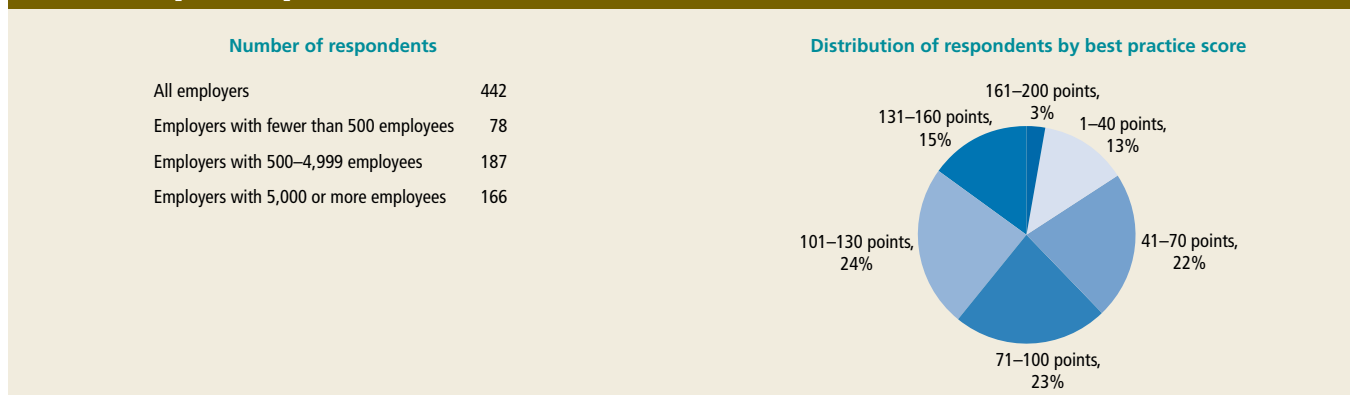 Number of respondents
All employers 442
Employers with fewer than 500 employees 78
Employers with 500–4,999 employees 187
Employers with 5,000 or more employees 166
Distribution of respondents by best practice score
161–200 points,
3%
1–40 points,
13%
131–160 points,
15%
101–130 points,
24%
41–70 points,
22%
71–100 points,
23%